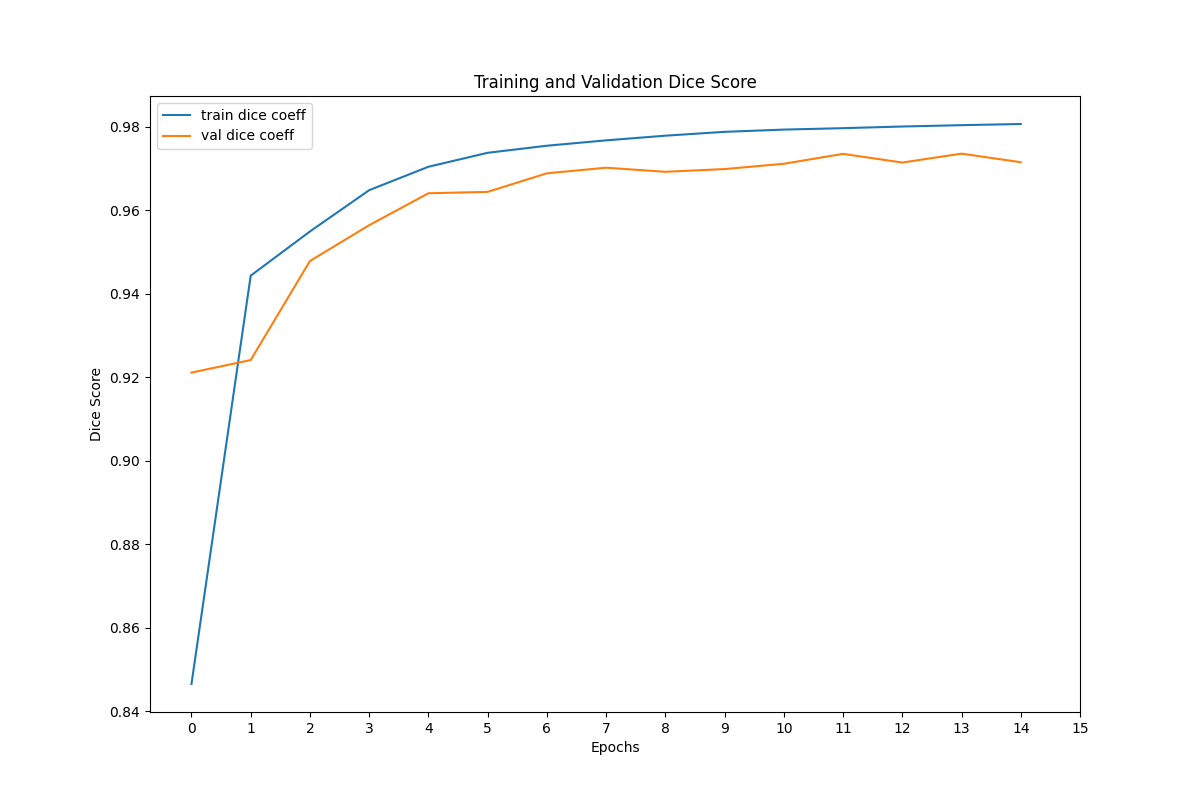 Training and Validation Dice Score
train dice coeff
val dice coeff
0.98
0.96
0.94
0.92
0.90
0.88
0.86
0.84
Dice Score
0 1 2 3 4 5 6 7 8 9 10 11 12 13 14 15
Epochs